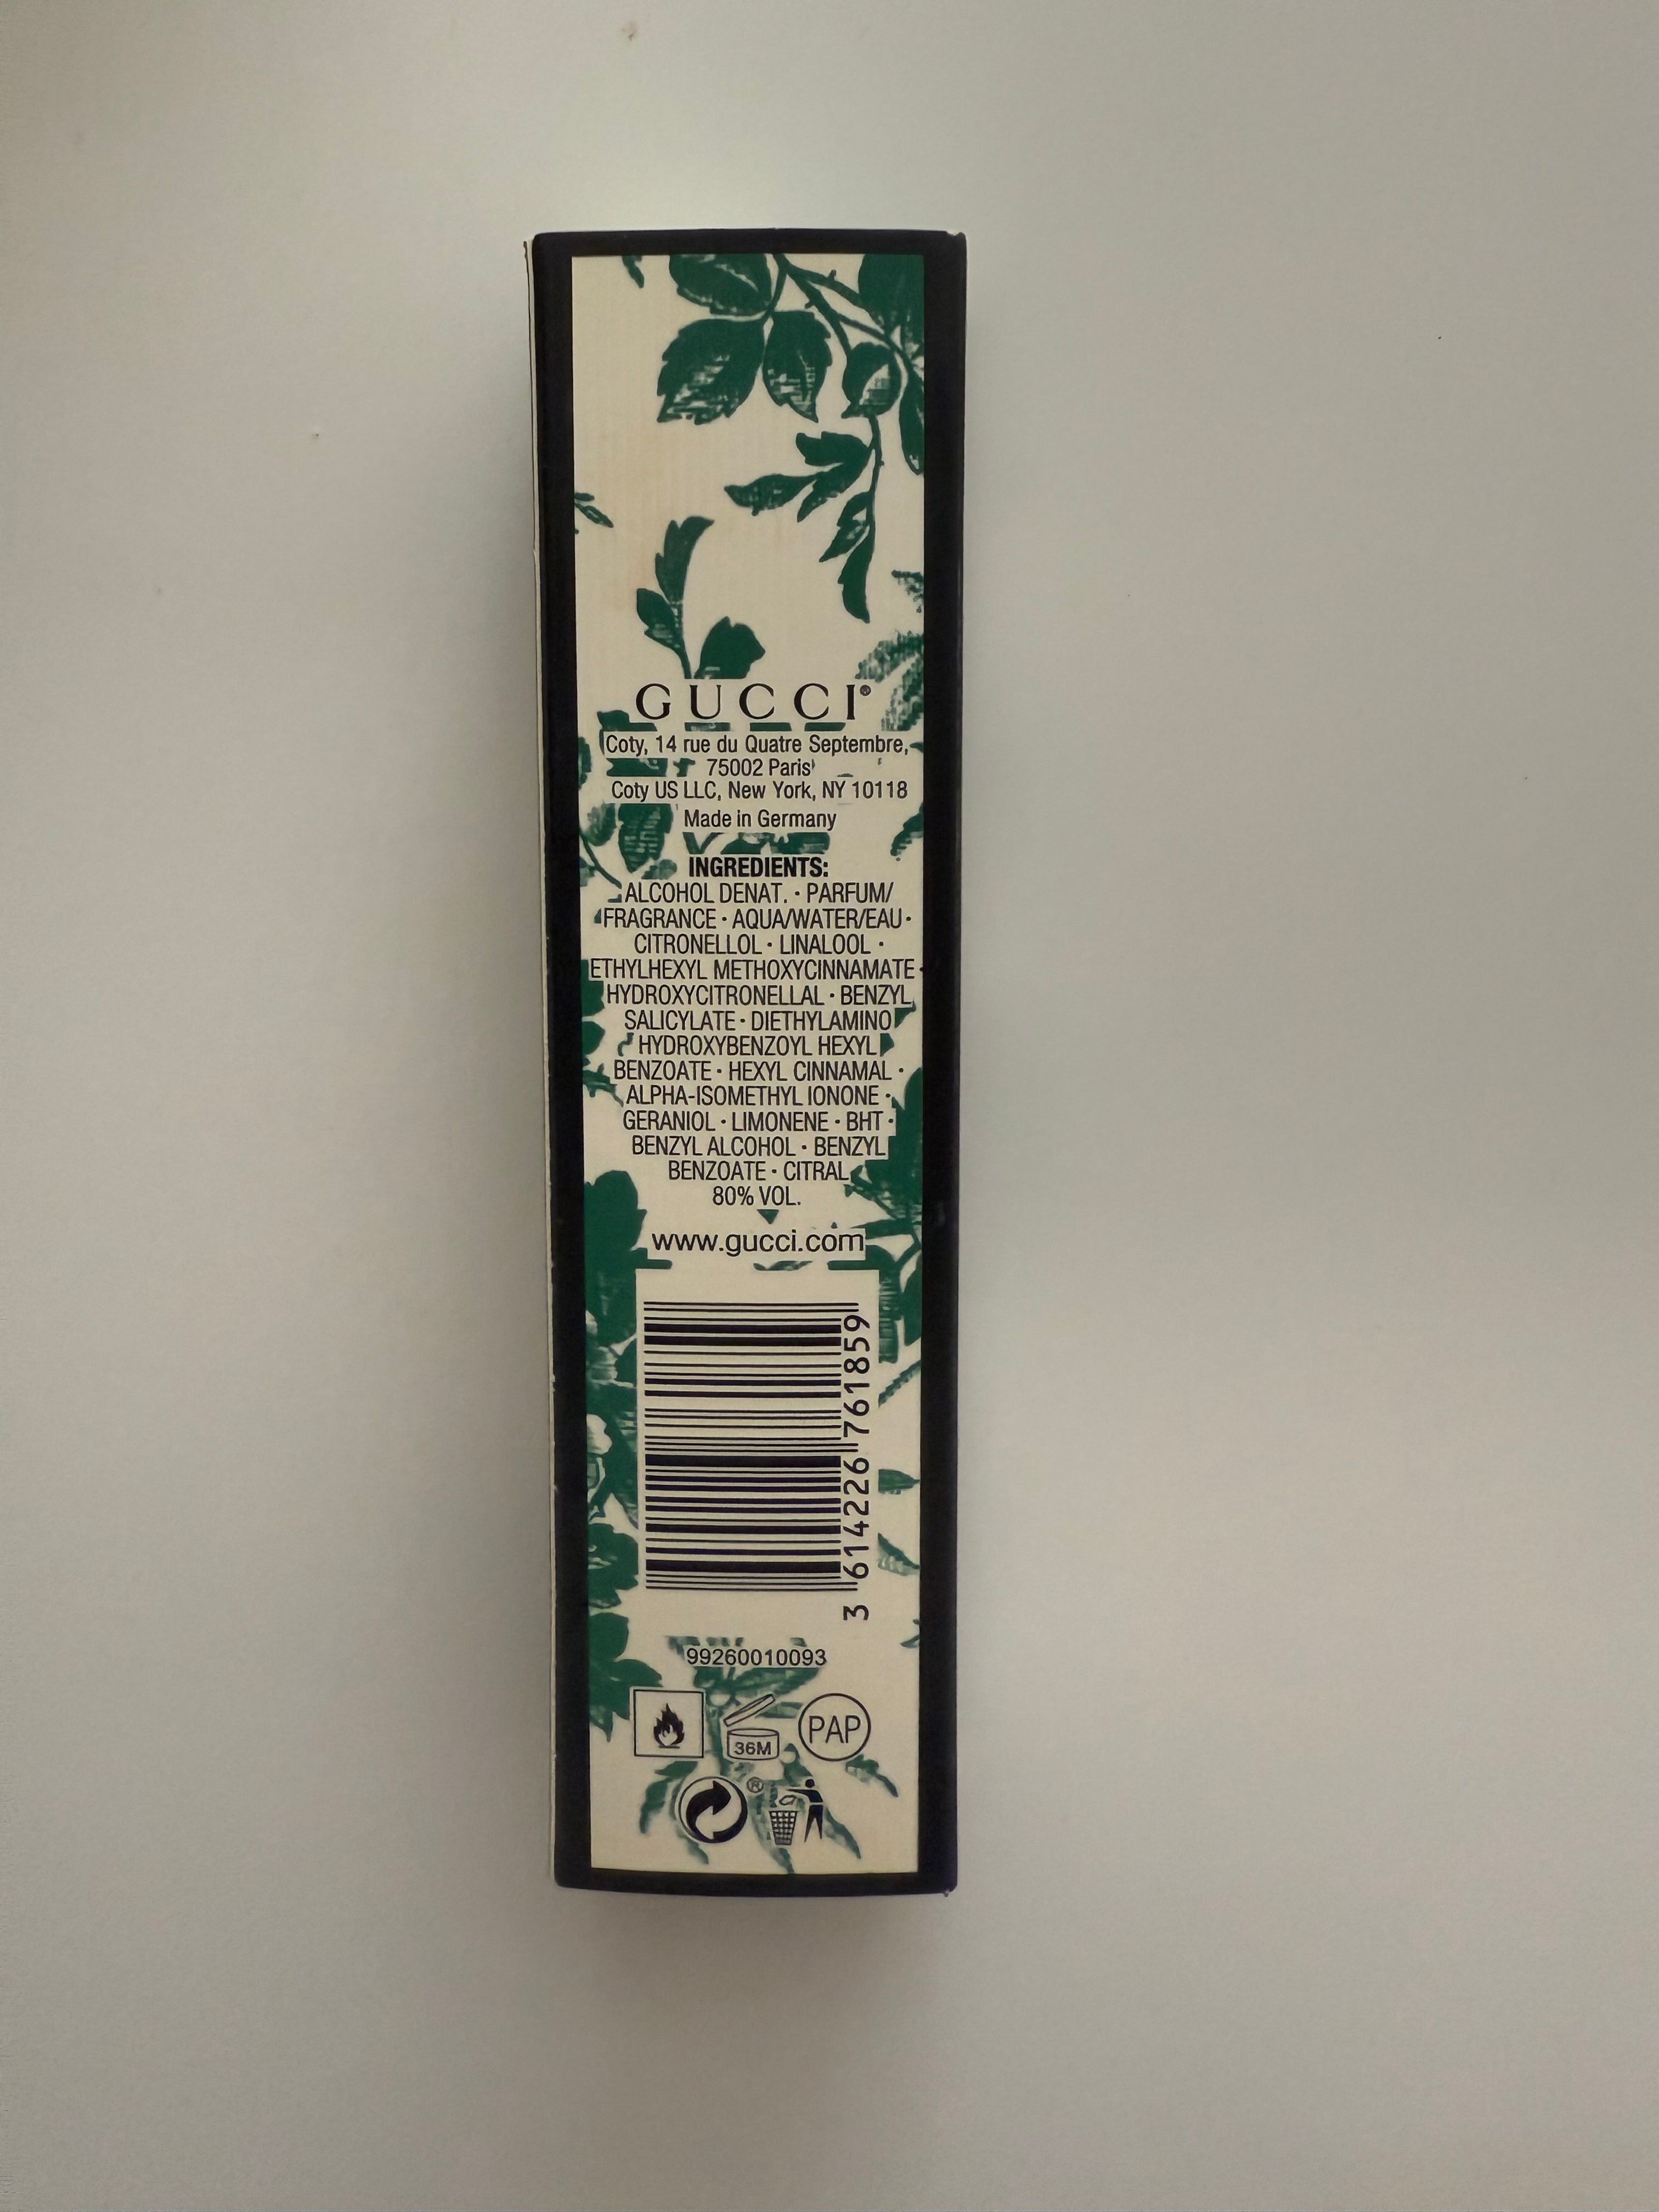 GUCCI®
Coty, 14 rue du Quatre Septembre,
75002 Paris
Coty US LLC, New York, NY 10118
Made in Germany
INGREDIENTS:
ALCOHOL DENAT. · PARFUM/
FRAGRANCE · AQUA/WATER/EAU ·
CITRONELLOL · LINALOOL ·
ETHYLHEXYL METHOXYCINNAMATE ·
HYDROXYCITRONELLAL · BENZYL
SALICYLATE · DIETHYLAMINO
HYDROXYBENZOYL HEXYL
BENZOATE · HEXYL CINNAMAL ·
ALPHA-ISOMETHYL IONONE ·
GERANIOL · LIMONENE · BHT ·
BENZYL ALCOHOL · BENZYL
BENZOATE · CITRAL
80% VOL.
www.gucci.com
3 614226 761859
99260010093
36M
PAP
®